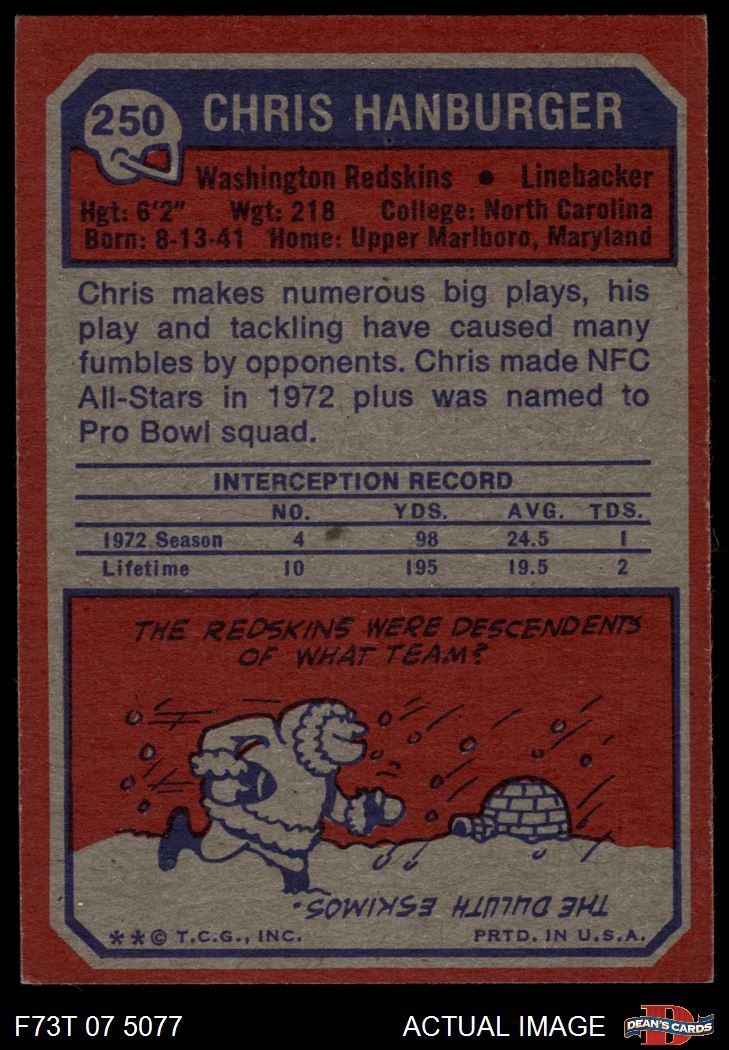 250 CHRIS HANBURGER
Washington Redskins • Linebacker
Hgt: 6'2" Wgt: 218 College: North Carolina
Born: 8-13-41 Home: Upper Marlboro, Maryland
Chris makes numerous big plays, his
play and tackling have caused many
fumbles by opponents. Chris made NFC
All-Stars in 1972 plus was named to
Pro Bowl squad.
INTERCEPTION RECORD
NO. YDS. AVG. TDS.
1972 Season 4 98 24.5 1
Lifetime 10 195 19.5 2
THE REDSKINS WERE DESCENDENTS
OF WHAT TEAM?
THE DULUTH ESKIMOS.
**© T.C.G., INC. PRTD. IN U.S.A.
F73T 07 5077 ACTUAL IMAGE D DEAN'S CARDS